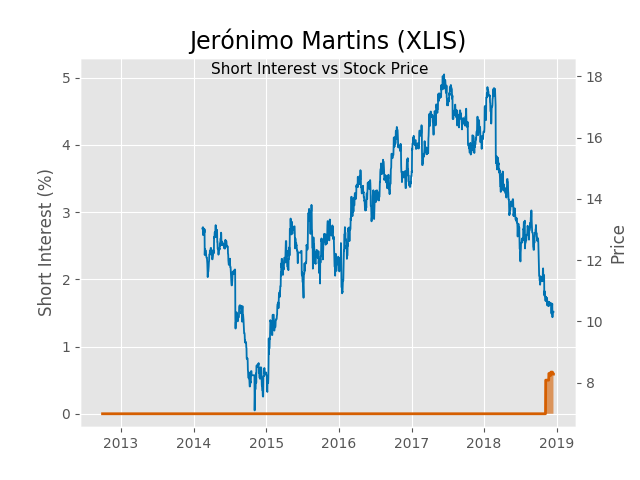 Jerónimo Martins (XLIS)
Short Interest vs Stock Price
Short Interest (%)
5
4
3
2
1
0
18
16
14
12
10
8
Price
2013 2014 2015 2016 2017 2018 2019